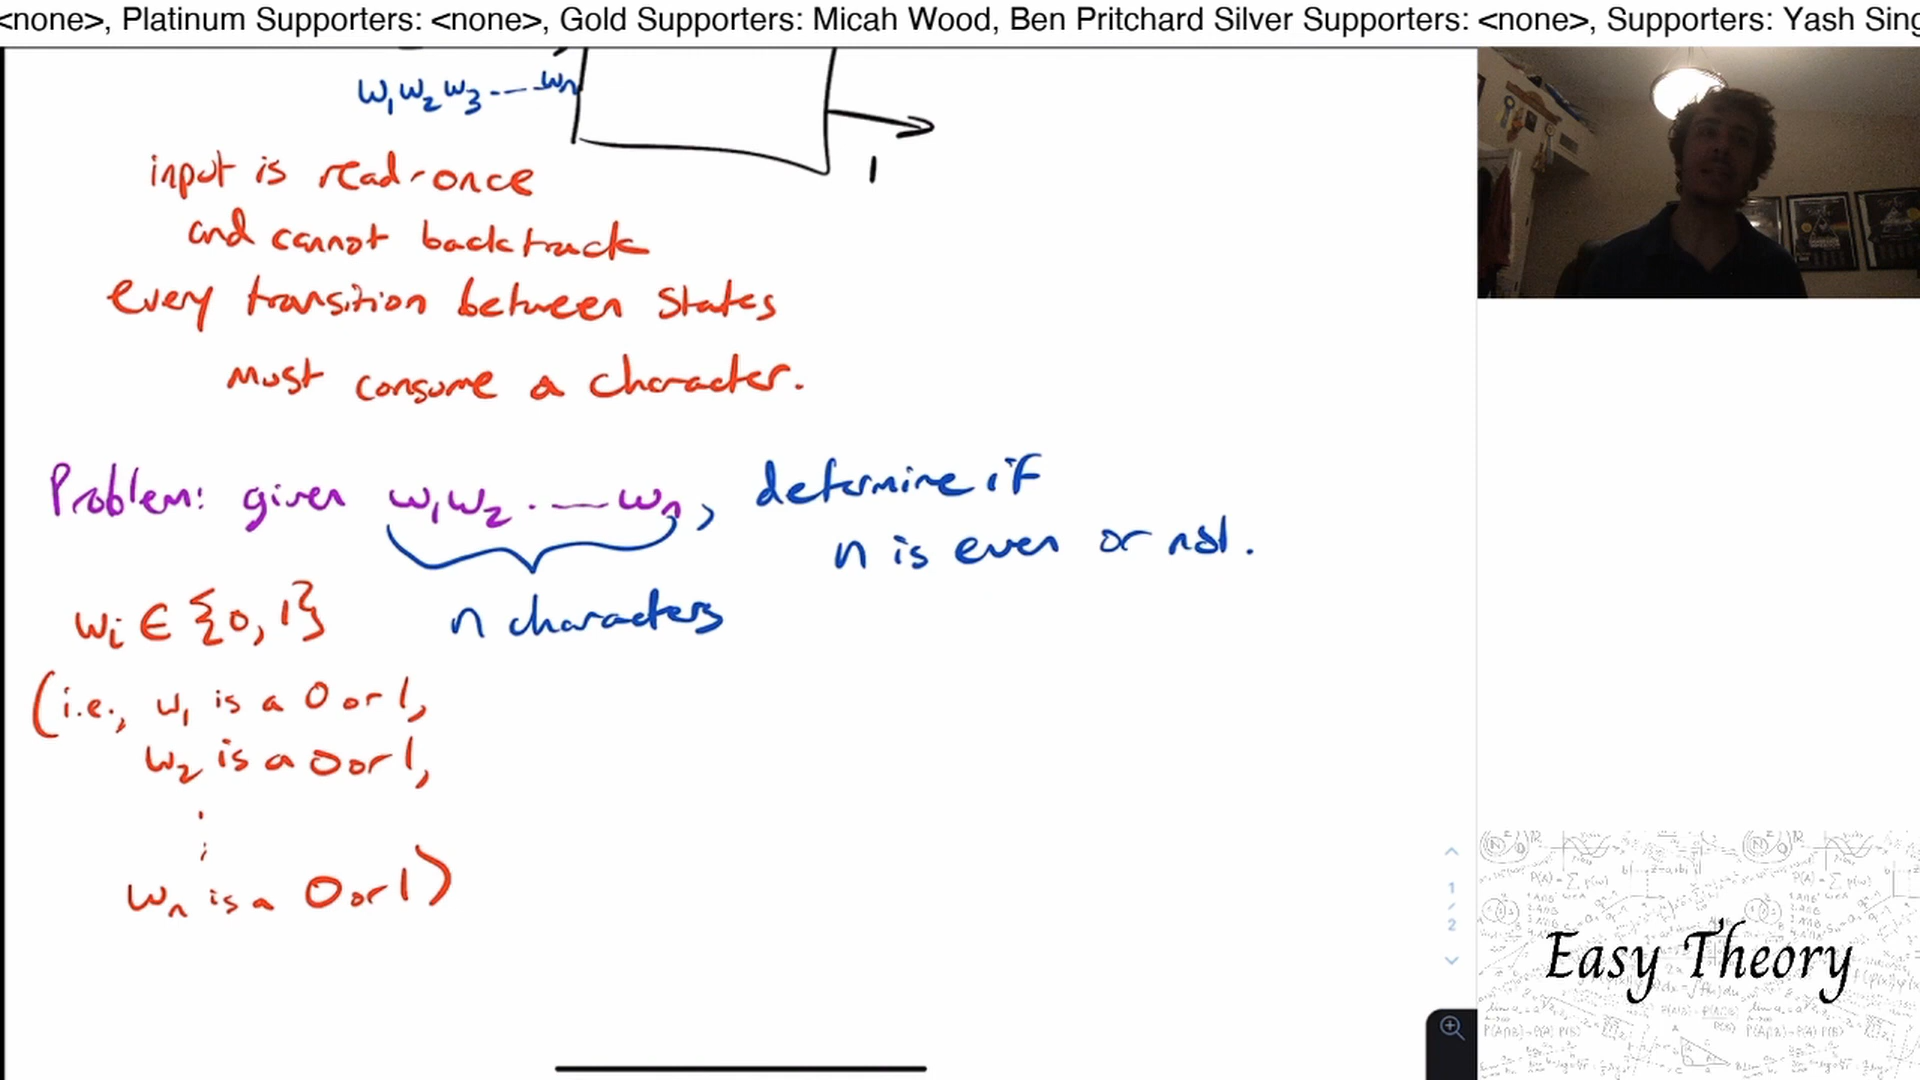 <none>, Platinum Supporters: <none>, Gold Supporters: Micah Wood, Ben Pritchard Silver Supporters: <none>, Supporters: Yash Sing
w₁w₂w₃---wₙ
1
input is read-once
and cannot backtrack
every transition between states
must consume a character.
Problem: given w₁w₂.--wₙ, determine if
n is even or not.
n characters
wᵢ ∈ {0,1}
(i.e., w₁ is a 0 or 1,
w₂ is a 0 or 1,
wₙ is a 0 or 1)
1
2
Easy Theory